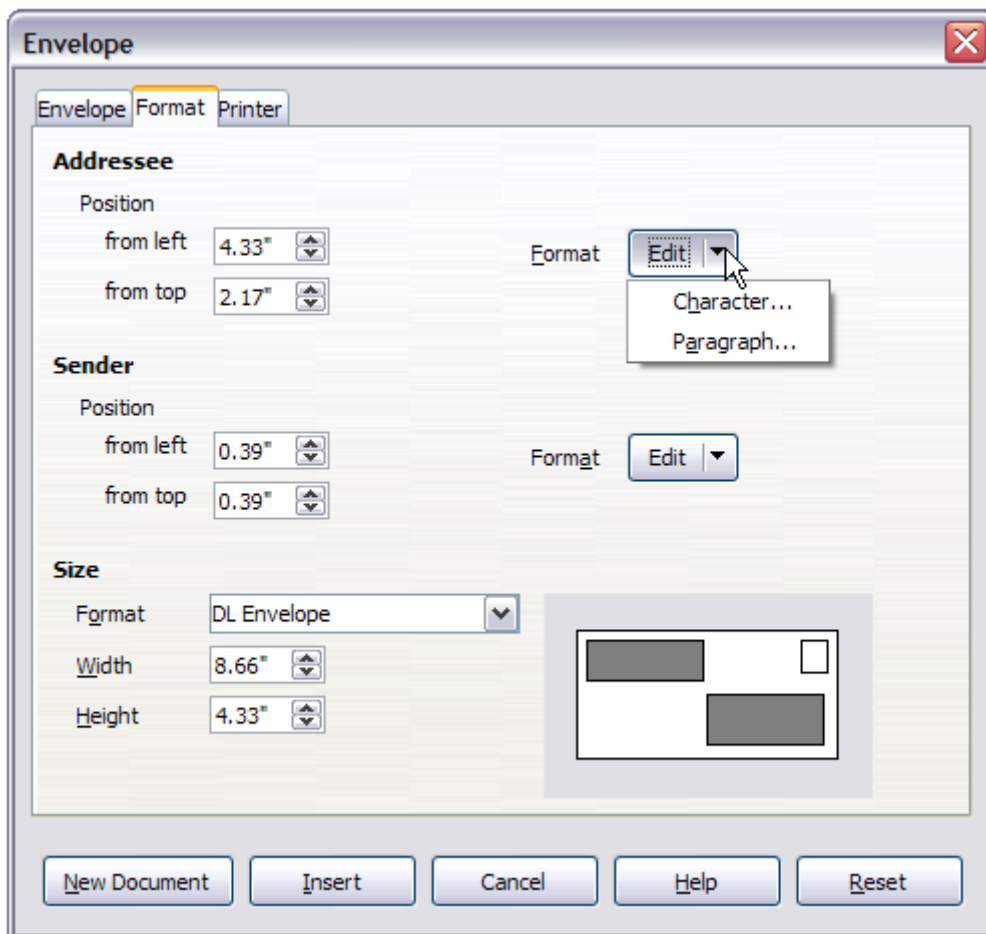 Envelope
Envelope Format Printer
Addressee
Position
from left 4.33" Format Edit
from top 2.17" Character...
Paragraph...
Sender
Position
from left 0.39" Format Edit
from top 0.39"
Size
Format DL Envelope
Width 8.66"
Height 4.33"
New Document Insert Cancel Help Reset